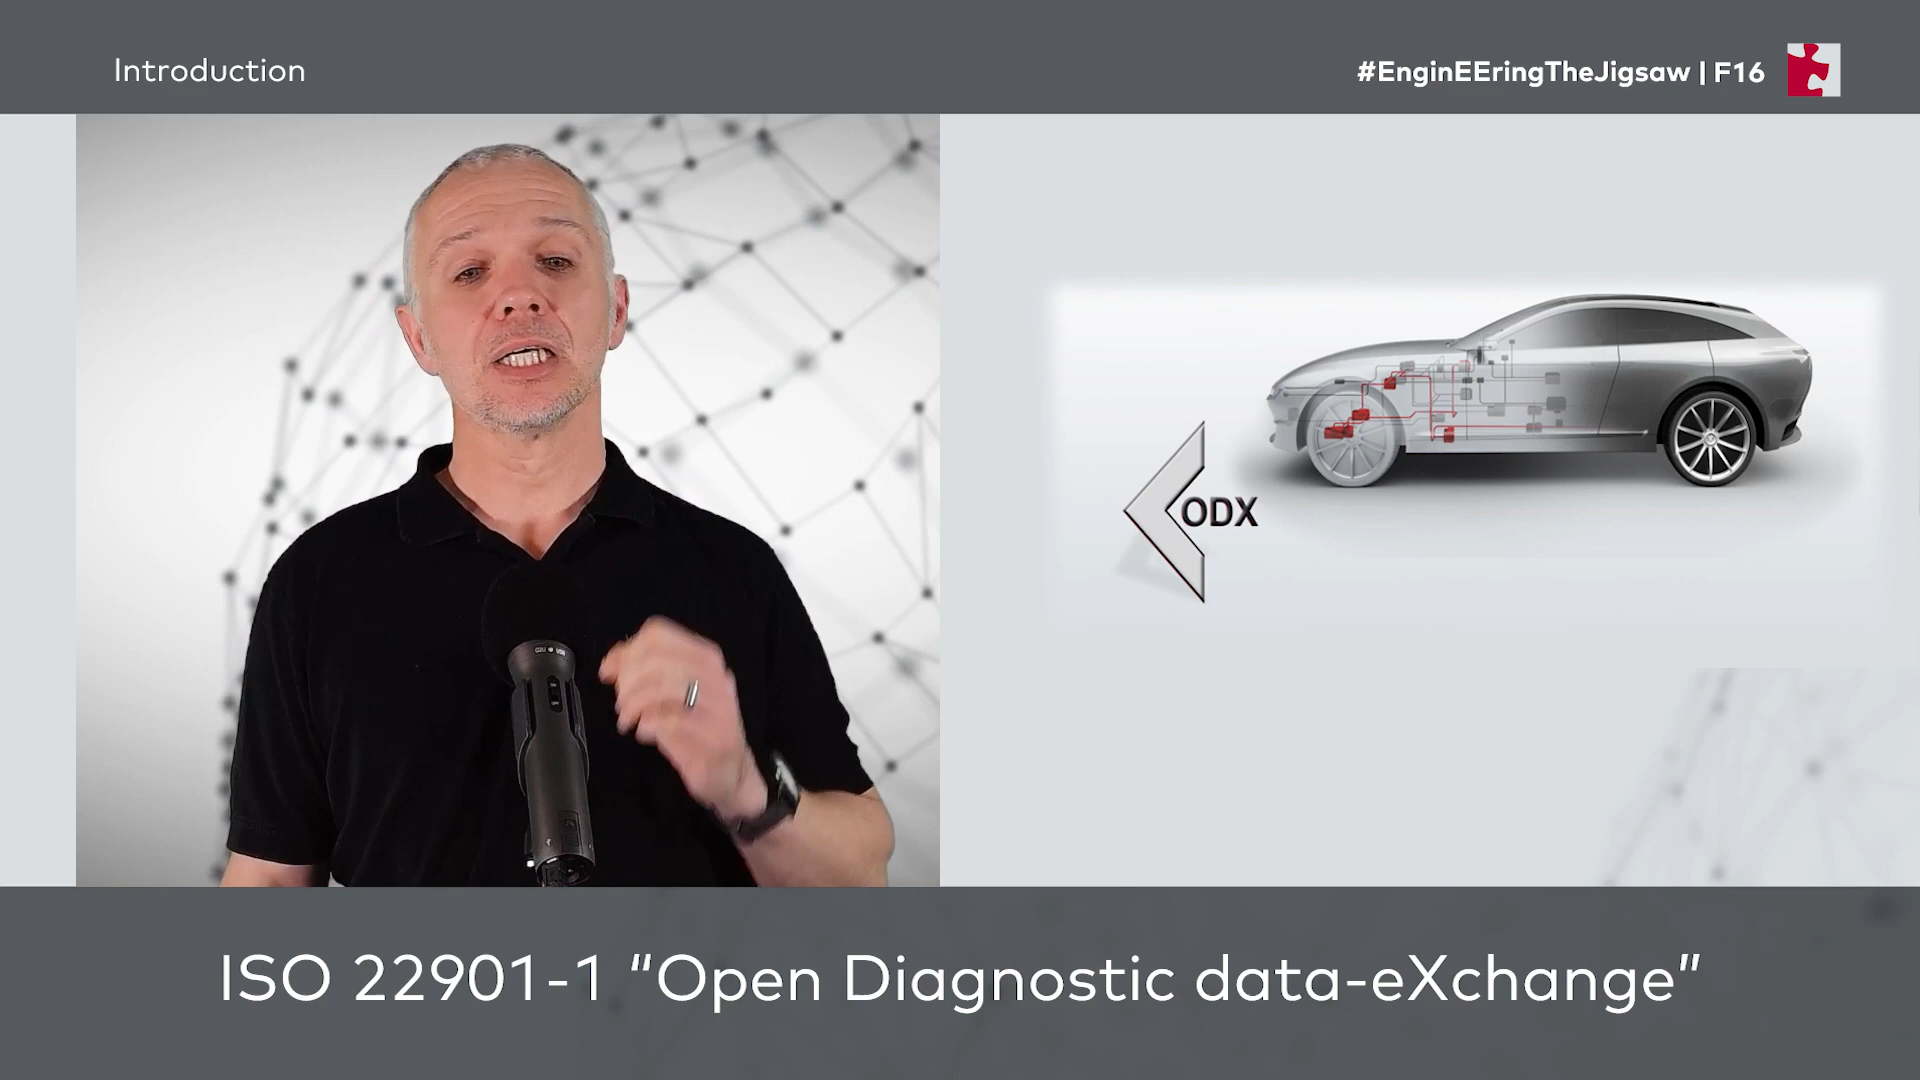 Introduction
#EnginEEringTheJigsaw | F16
ODX
ISO 22901-1 “Open Diagnostic data-eXchange”